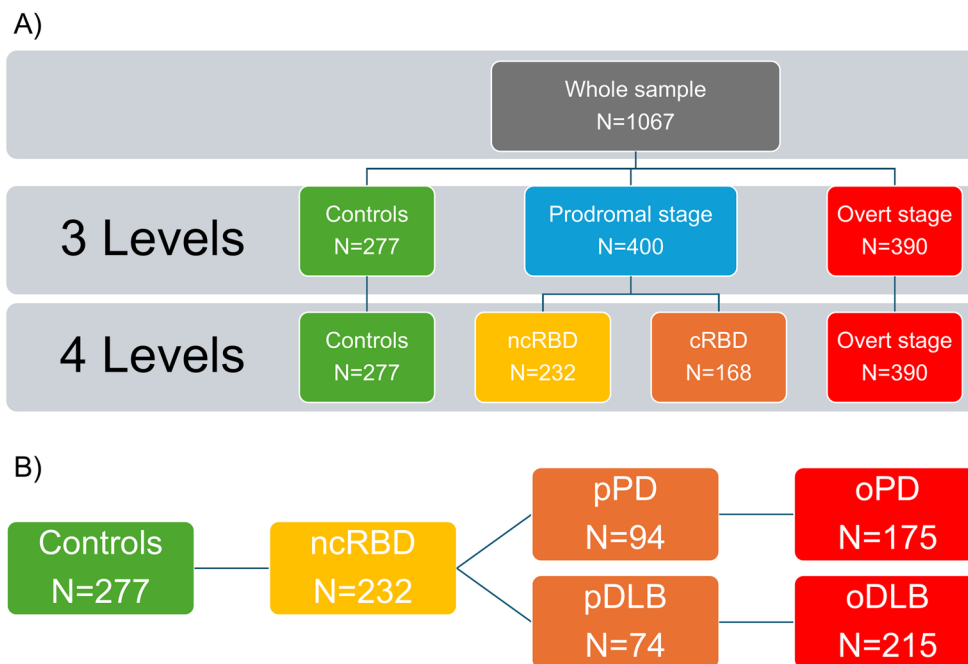 A)
Whole sample
N=1067
3 Levels
Controls
N=277
Prodromal stage
N=400
Overt stage
N=390
4 Levels
Controls
N=277
ncRBD
N=232
cRBD
N=168
Overt stage
N=390
B)
Controls
N=277
ncRBD
N=232
pPD
N=94
oPD
N=175
pDLB
N=74
oDLB
N=215